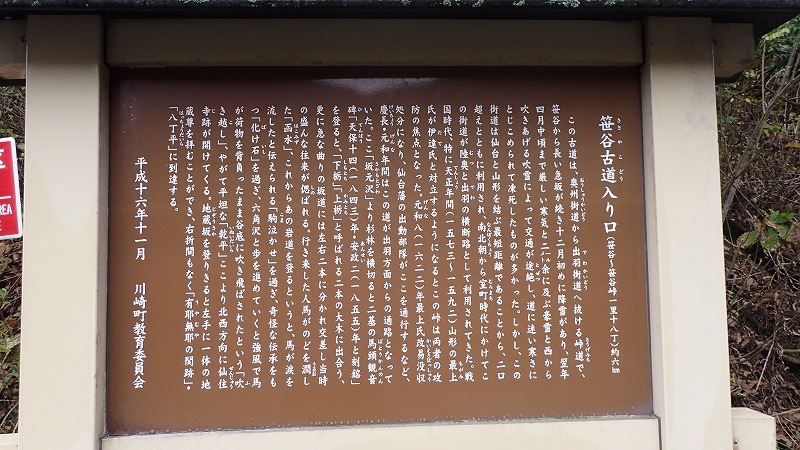 笹谷古道入り口(笹谷~笹谷峠一里十八丁)約六km
この古道は、奥州街道から出羽街道へ抜ける峠道で、
笹谷から長い急坂が続き十二月初めに降雪があり、翌年
四月中頃まで厳しい寒気と二八余に及ぶ豪雪と西から
吹きあげる吹雪によって交通が途絶し、道に迷い寒さに
とじこめられて凍死したものが多かった。しかし、この
街道は仙台と山形を結ぶ最短距離であることから、二口
超えとともに利用され、南北朝から室町時代にかけてこ
の街道が陸奥と出羽の横断路として利用されてきた。戦
国時代、特に天正年間(一五七三~一五九二)山形の最上
氏が伊達氏と対立するようになるとこの峠は両者の攻
防の焦点となった。元和八(一六二二)年最上氏改易没収
処分になり、仙台藩の出動部隊がここを通行するなど、
慶長・元和年間はこの道が出羽方面からの通路となって
いた。ここ「坂元沢」より杉林を横切ると二基の馬頭観音
碑「天保十四(一八四三)年・安政二(一八五五)年と刻銘」
を登ると、「下栃」「上栃」と呼ばれる二本の大木に出合う、
更に急な曲りの坂道には左右二本に分かれ交差し当時
の盛んな往来が偲ばれる。行き来した人馬がのどを潤し
た「函水」、これからあの岩道を登るというと、馬が涙を
流したと伝えられる「駒泣かせ」を過ぎ、奇怪な伝承をも
つ「化け石」を過ぎ、六角沢と歩を進めていくと強風で馬
が荷物を背負ったまま谷底に吹き飛ばされたという「吹
き越し」、やがて平坦な「乾平」ここより北西方向に仙住
寺跡が開けてくる。地蔵坂を登りきると左手に一体の地
蔵尊を拝むことができ、右折間もなく「有耶無耶の関跡」・
「八丁平」に到達する。
平成十六年十一月 川崎町教育委員会
AREA